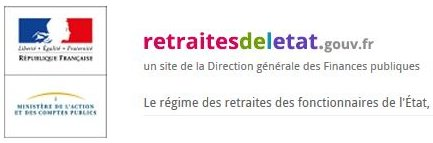 Liberté • Égalité • Fraternité
RÉPUBLIQUE FRANÇAISE
MINISTÈRE DE L'ACTION
ET DES COMPTES PUBLICS
retraitesdeletat.gouv.fr
un site de la Direction générale des Finances publiques
Le régime des retraites des fonctionnaires de l'État,